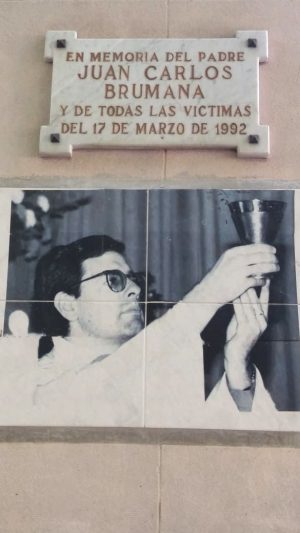 EN MEMORIA DEL PADRE
JUAN CARLOS
BRUMANA
Y DE TODAS LAS VICTIMAS
DEL 17 DE MARZO DE 1992